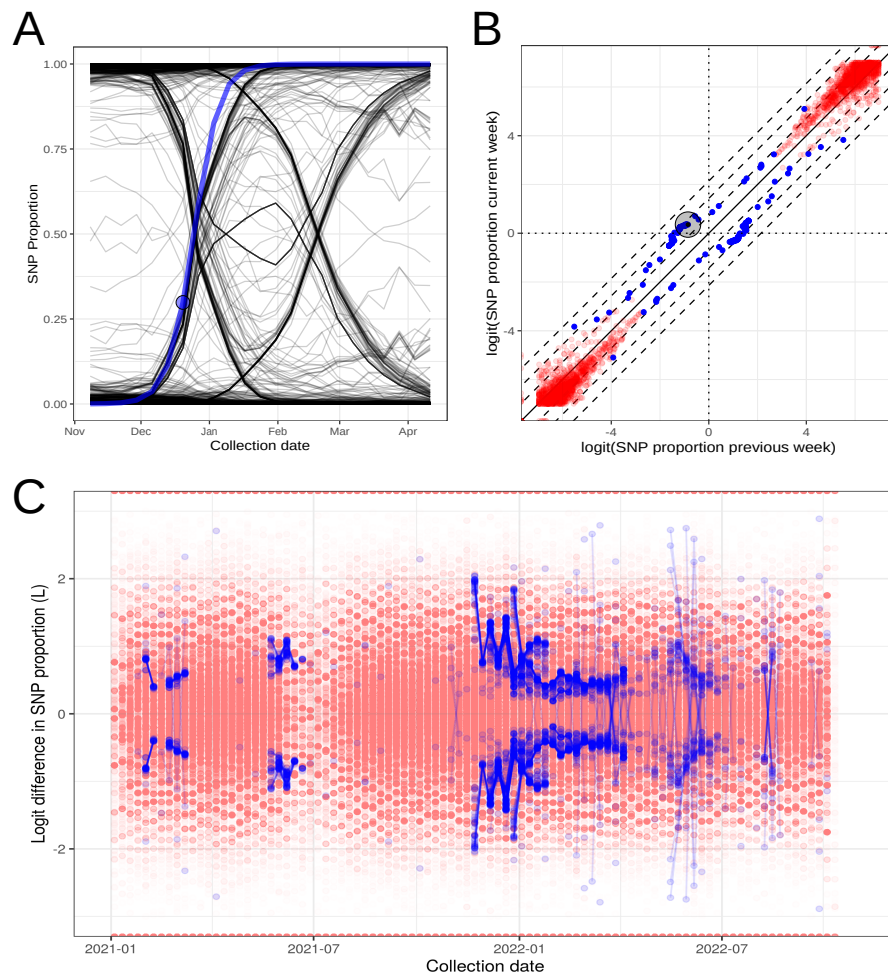 A
1.00
0.75
0.50
0.25
0.00
SNP Proportion
Nov
Dec
Jan
Feb
Mar
Apr
Collection date
B
4
0
-4
logit(SNP proportion current week)
-4
0
4
logit(SNP proportion previous week)
C
2
0
-2
Logit difference in SNP proportion (L)
2021-01
2021-07
2022-01
2022-07
Collection date